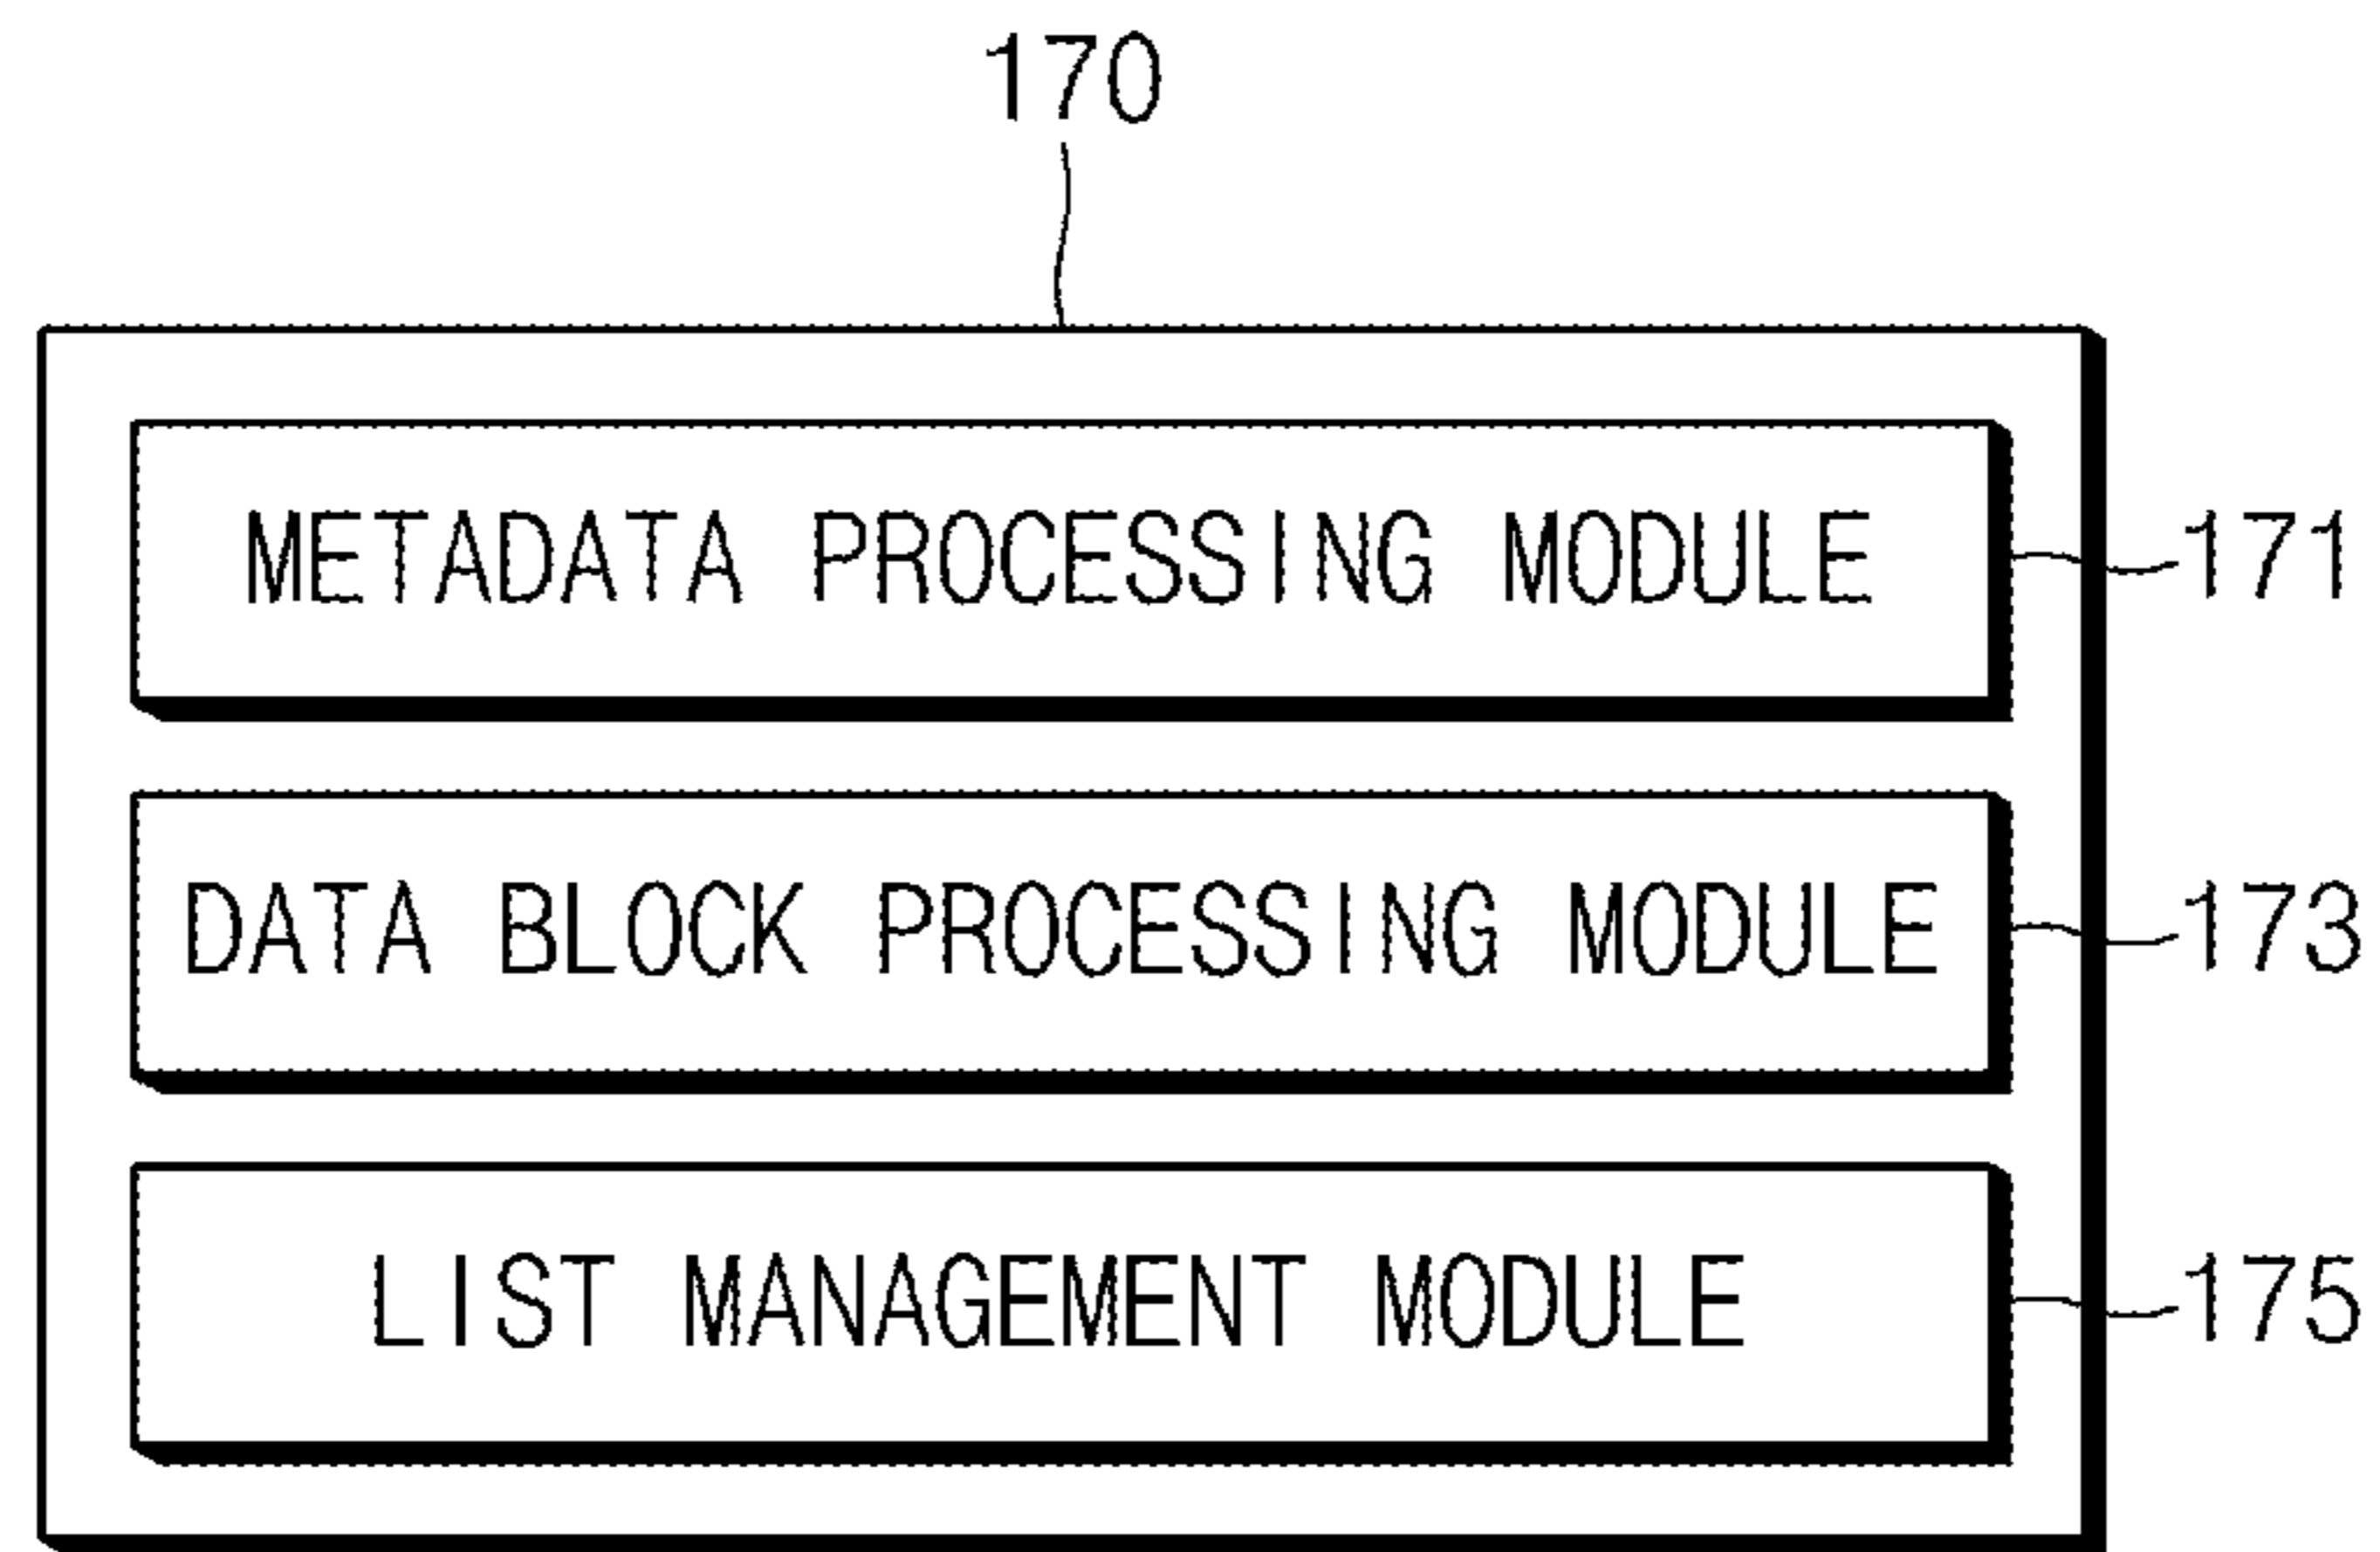 170
METADATA PROCESSING MODULE 171
DATA BLOCK PROCESSING MODULE 173
LIST MANAGEMENT MODULE 175